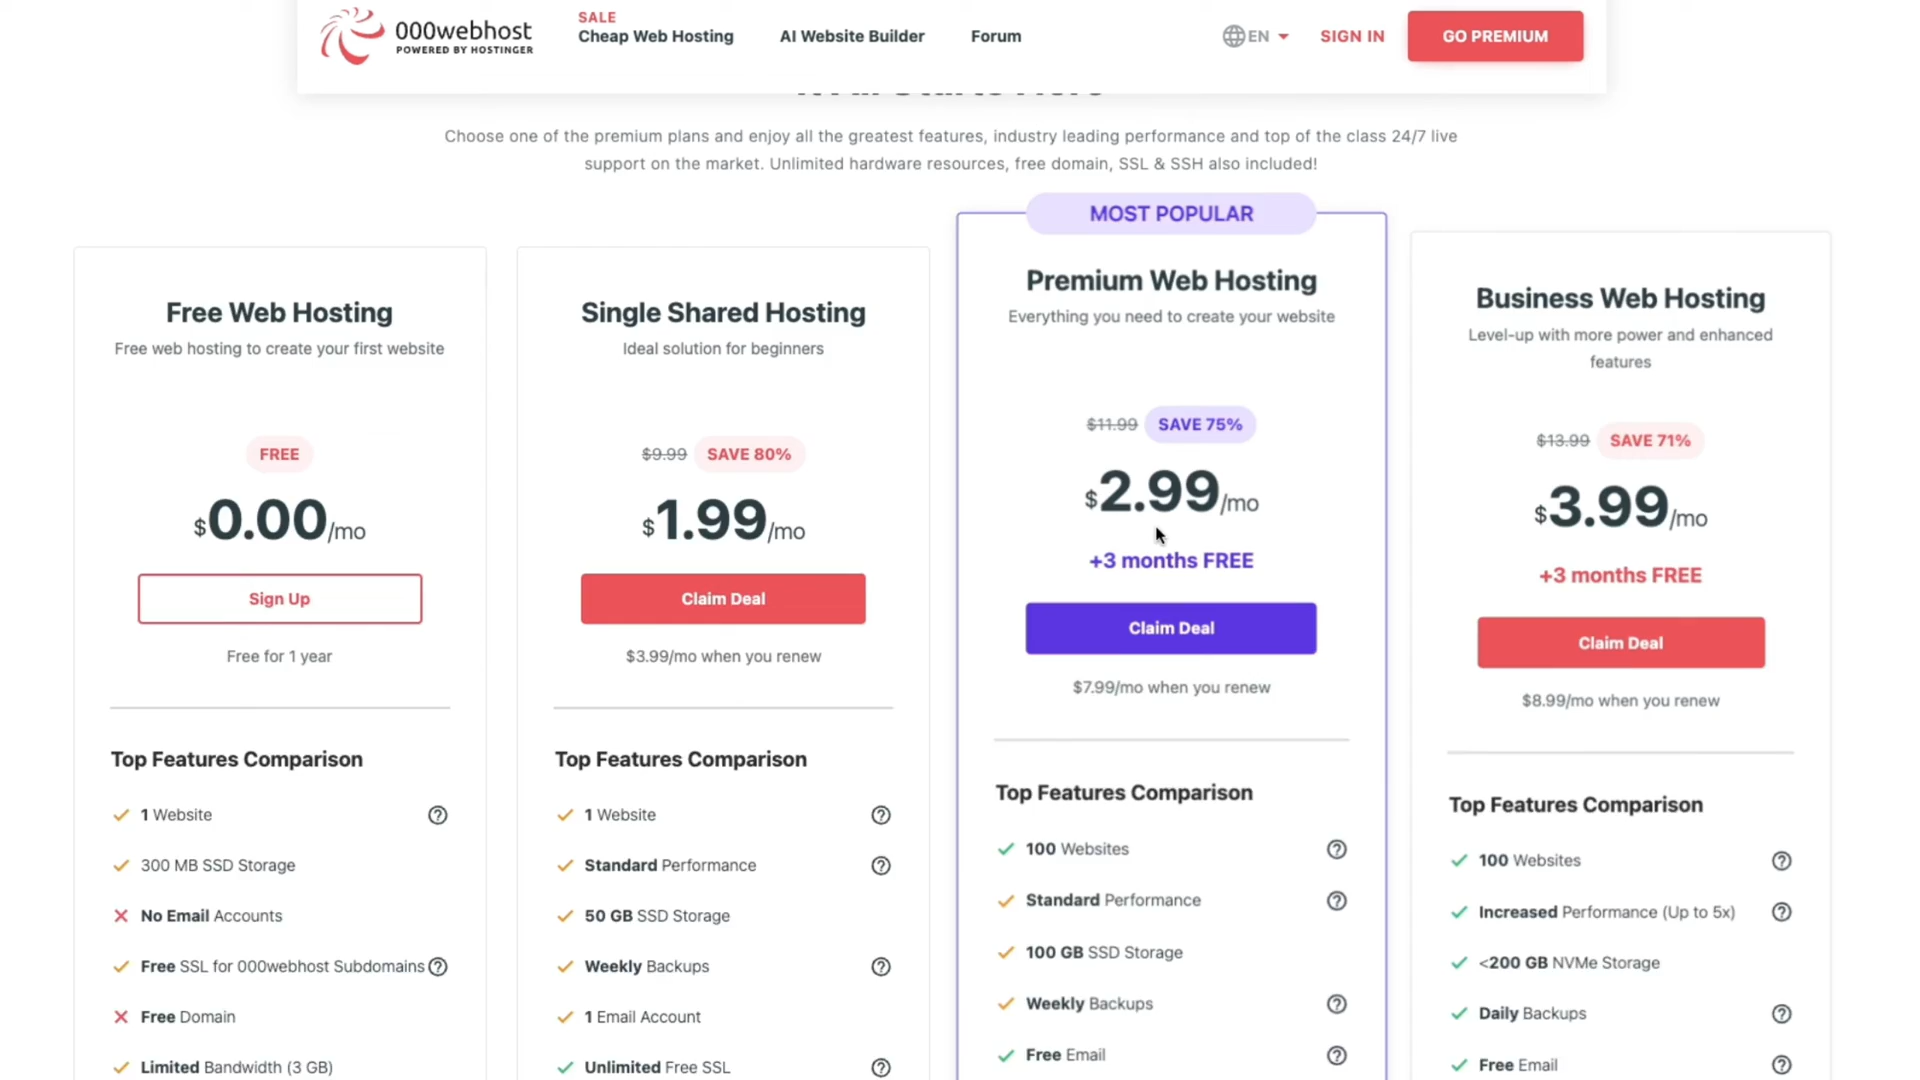 000webhost
POWERED BY HOSTINGER
SALE
Cheap Web Hosting
AI Website Builder
Forum
EN
SIGN IN
GO PREMIUM
Choose one of the premium plans and enjoy all the greatest features, industry leading performance and top of the class 24/7 live
support on the market. Unlimited hardware resources, free domain, SSL & SSH also included!
Free Web Hosting
Free web hosting to create your first website
FREE
$0.00/mo
Sign Up
Free for 1 year
Top Features Comparison
1 Website
300 MB SSD Storage
No Email Accounts
Free SSL for 000webhost Subdomains
Free Domain
Limited Bandwidth (3 GB)
Single Shared Hosting
Ideal solution for beginners
$9.99 SAVE 80%
$1.99/mo
Claim Deal
$3.99/mo when you renew
Top Features Comparison
1 Website
Standard Performance
50 GB SSD Storage
Weekly Backups
1 Email Account
Unlimited Free SSL
MOST POPULAR
Premium Web Hosting
Everything you need to create your website
$11.99 SAVE 75%
$2.99/mo
+3 months FREE
Claim Deal
$7.99/mo when you renew
Top Features Comparison
100 Websites
Standard Performance
100 GB SSD Storage
Weekly Backups
Free Email
Business Web Hosting
Level-up with more power and enhanced
features
$13.99 SAVE 71%
$3.99/mo
+3 months FREE
Claim Deal
$8.99/mo when you renew
Top Features Comparison
100 Websites
Increased Performance (Up to 5x)
<200 GB NVMe Storage
Daily Backups
Free Email